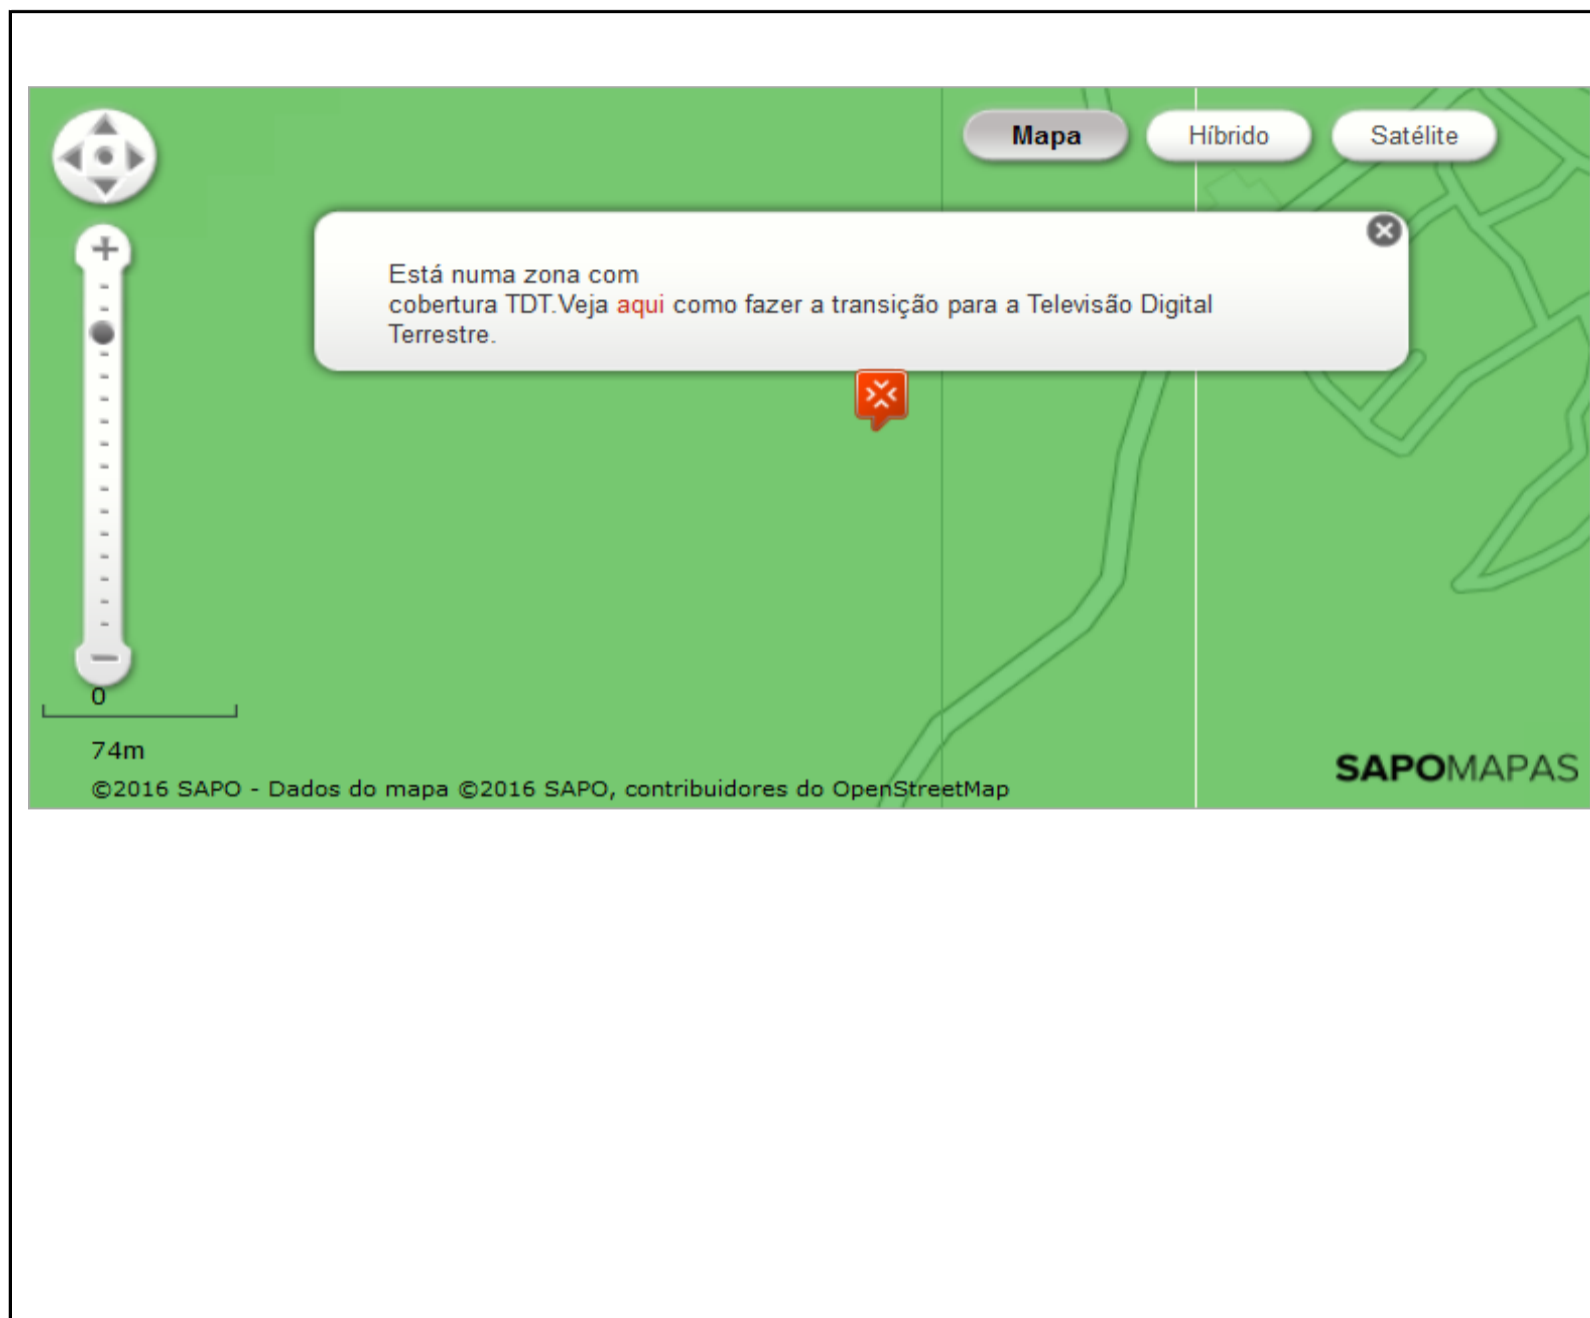 Mapa Híbrido Satélite
Está numa zona com
cobertura TDT.Veja aqui como fazer a transição para a Televisão Digital
Terrestre.
0
74m
SAPOMAPAS
©2016 SAPO - Dados do mapa ©2016 SAPO, contribuidores do OpenStreetMap